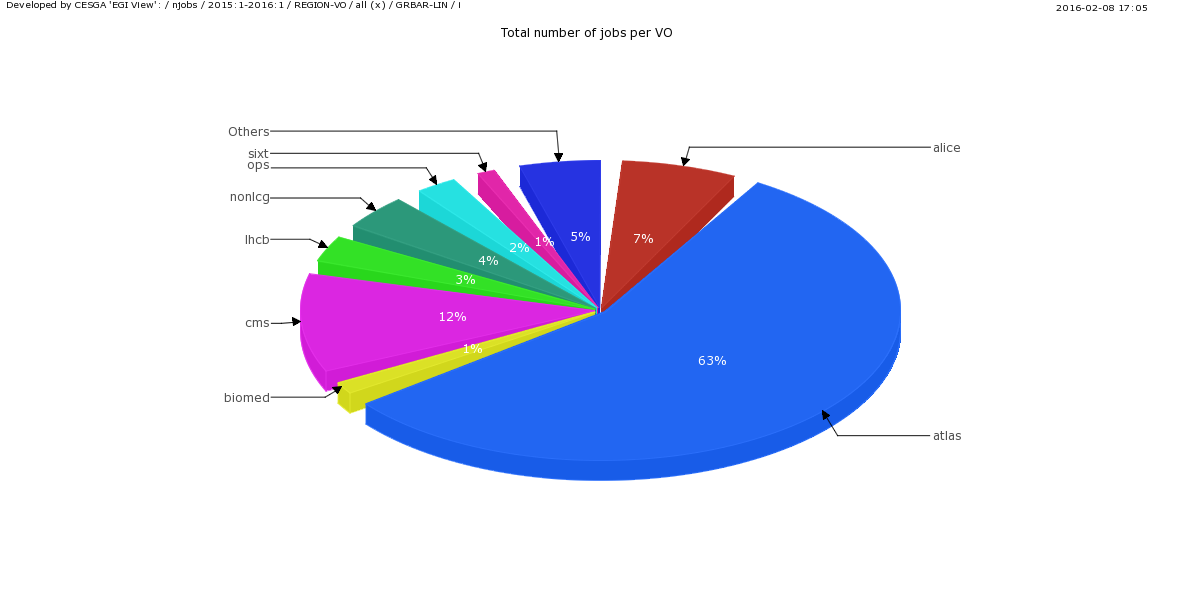 Developed by CESGA 'EGI View': / njobs / 2015:1-2016:1 / REGION-VO / all (x) / GRBAR-LIN / l
2016-02-08 17:05
Total number of jobs per VO
Others
sixt
ops
nonlcg
lhcb
cms
biomed
alice
atlas
5%
7%
1%
2%
4%
3%
12%
1%
63%